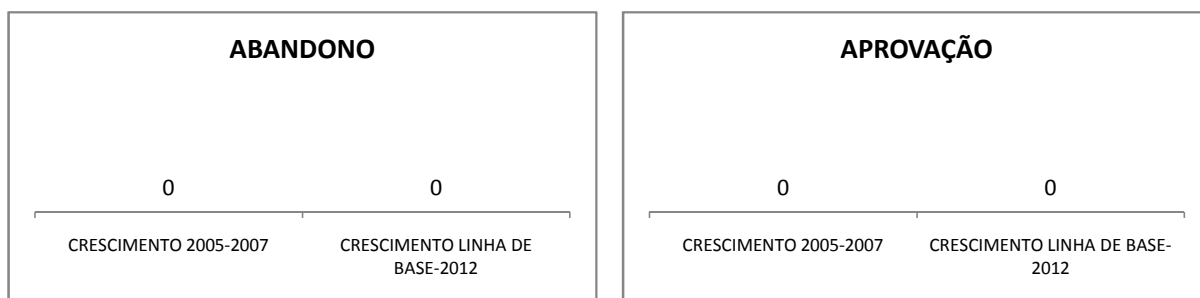 ABANDONO
0
0
CRESCIMENTO 2005-2007
CRESCIMENTO LINHA DE
BASE-2012
APROVAÇÃO
0
0
CRESCIMENTO 2005-2007
CRESCIMENTO LINHA DE BASE-
2012